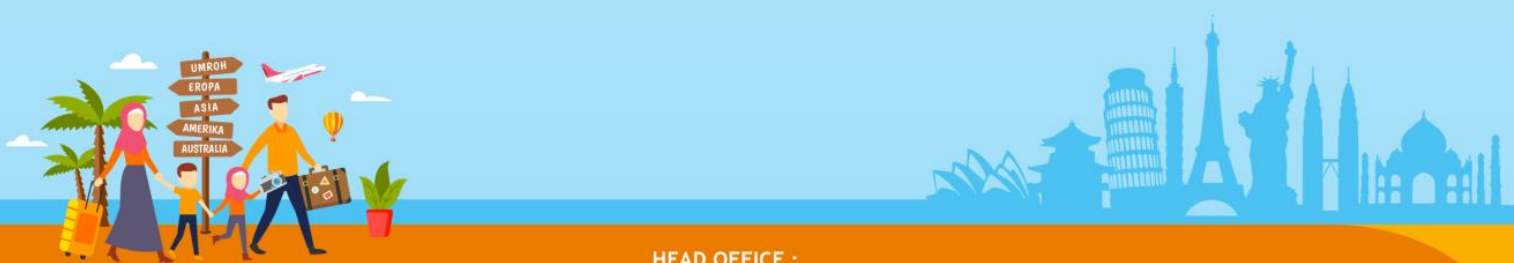 UMROH
EROPA
ASIA
AMERIKA
AUSTRALIA
HEAD OFFICE :